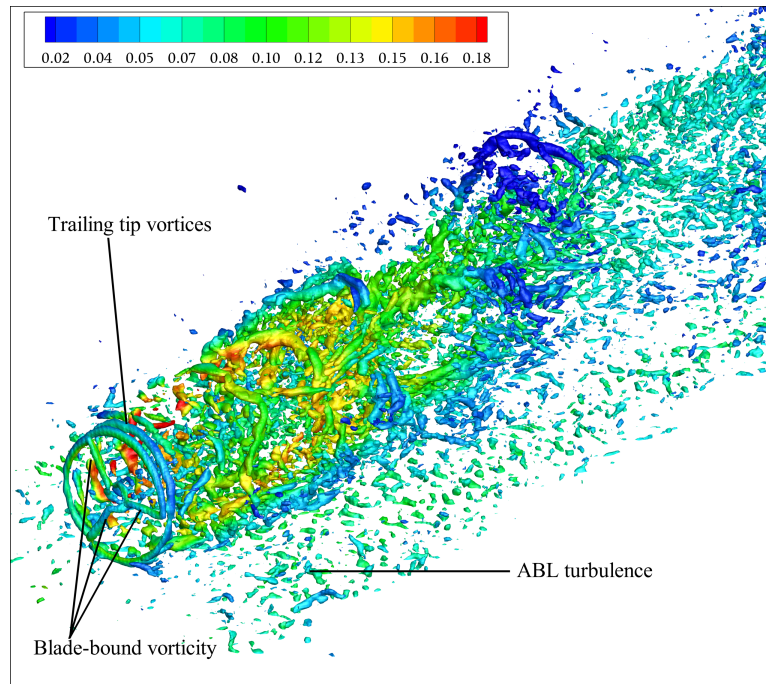 0.02 0.04 0.05 0.07 0.08 0.10 0.12 0.13 0.15 0.16 0.18
Trailing tip vortices
ABL turbulence
Blade-bound vorticity